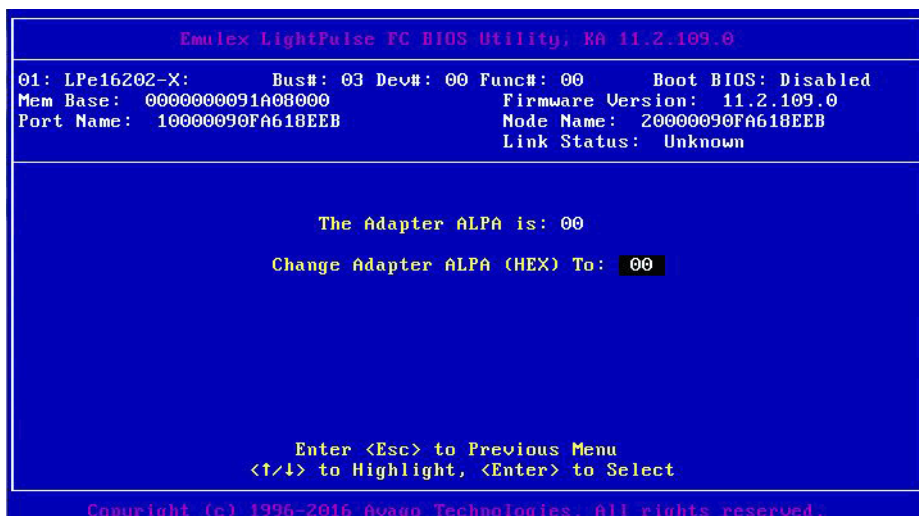 Emulex LightPulse FC BIOS Utility, KA 11.2.109.0
01: LPe16202-X: Bus#: 03 Dev#: 00 Func#: 00 Boot BIOS: Disabled
Mem Base: 0000000091A08000 Firmware Version: 11.2.109.0
Port Name: 10000090FA618EEB Node Name: 20000090FA618EEB
Link Status: Unknown
The Adapter ALPA is: 00
Change Adapter ALPA (HEX) To: 00
Enter <Esc> to Previous Menu
<↑/↓> to Highlight, <Enter> to Select
Copyright (c) 1996-2016 Avago Technologies. All rights reserved.